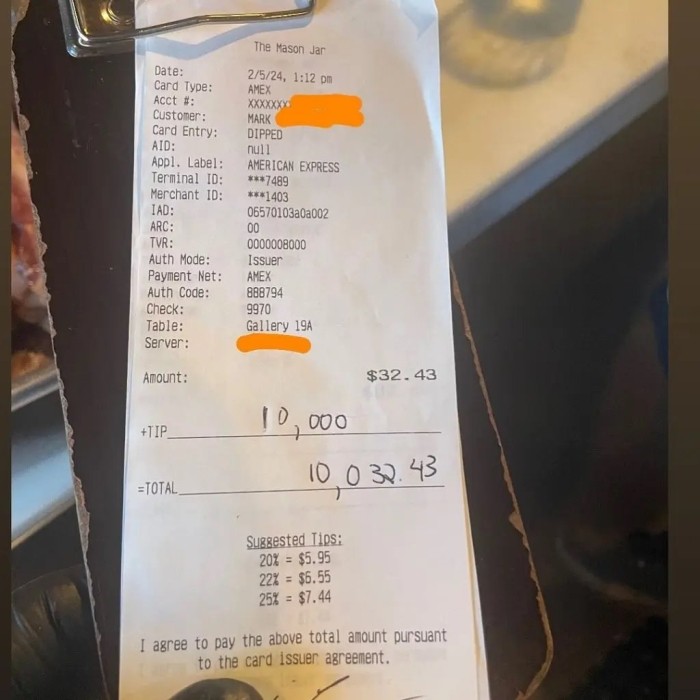 The Mason Jar
Date: 2/5/24, 1:12 pm
Card Type: AMEX
Acct #: XXXXXXX
Customer: MARK
Card Entry: DIPPED
AID: null
Appl. Label: AMERICAN EXPRESS
Terminal ID: ***7489
Merchant ID: ***1403
IAD: 06570103a0a002
ARC: 00
TVR: 0000008000
Auth Mode: Issuer
Payment Net: AMEX
Auth Code: 888794
Check: 9970
Table: Gallery 19A
Server:
Amount: $32.43
+TIP 10,000
=TOTAL 10,032.43
Suggested Tips:
20% = $5.95
22% = $6.55
25% = $7.44
I agree to pay the above total amount pursuant
to the card issuer agreement.